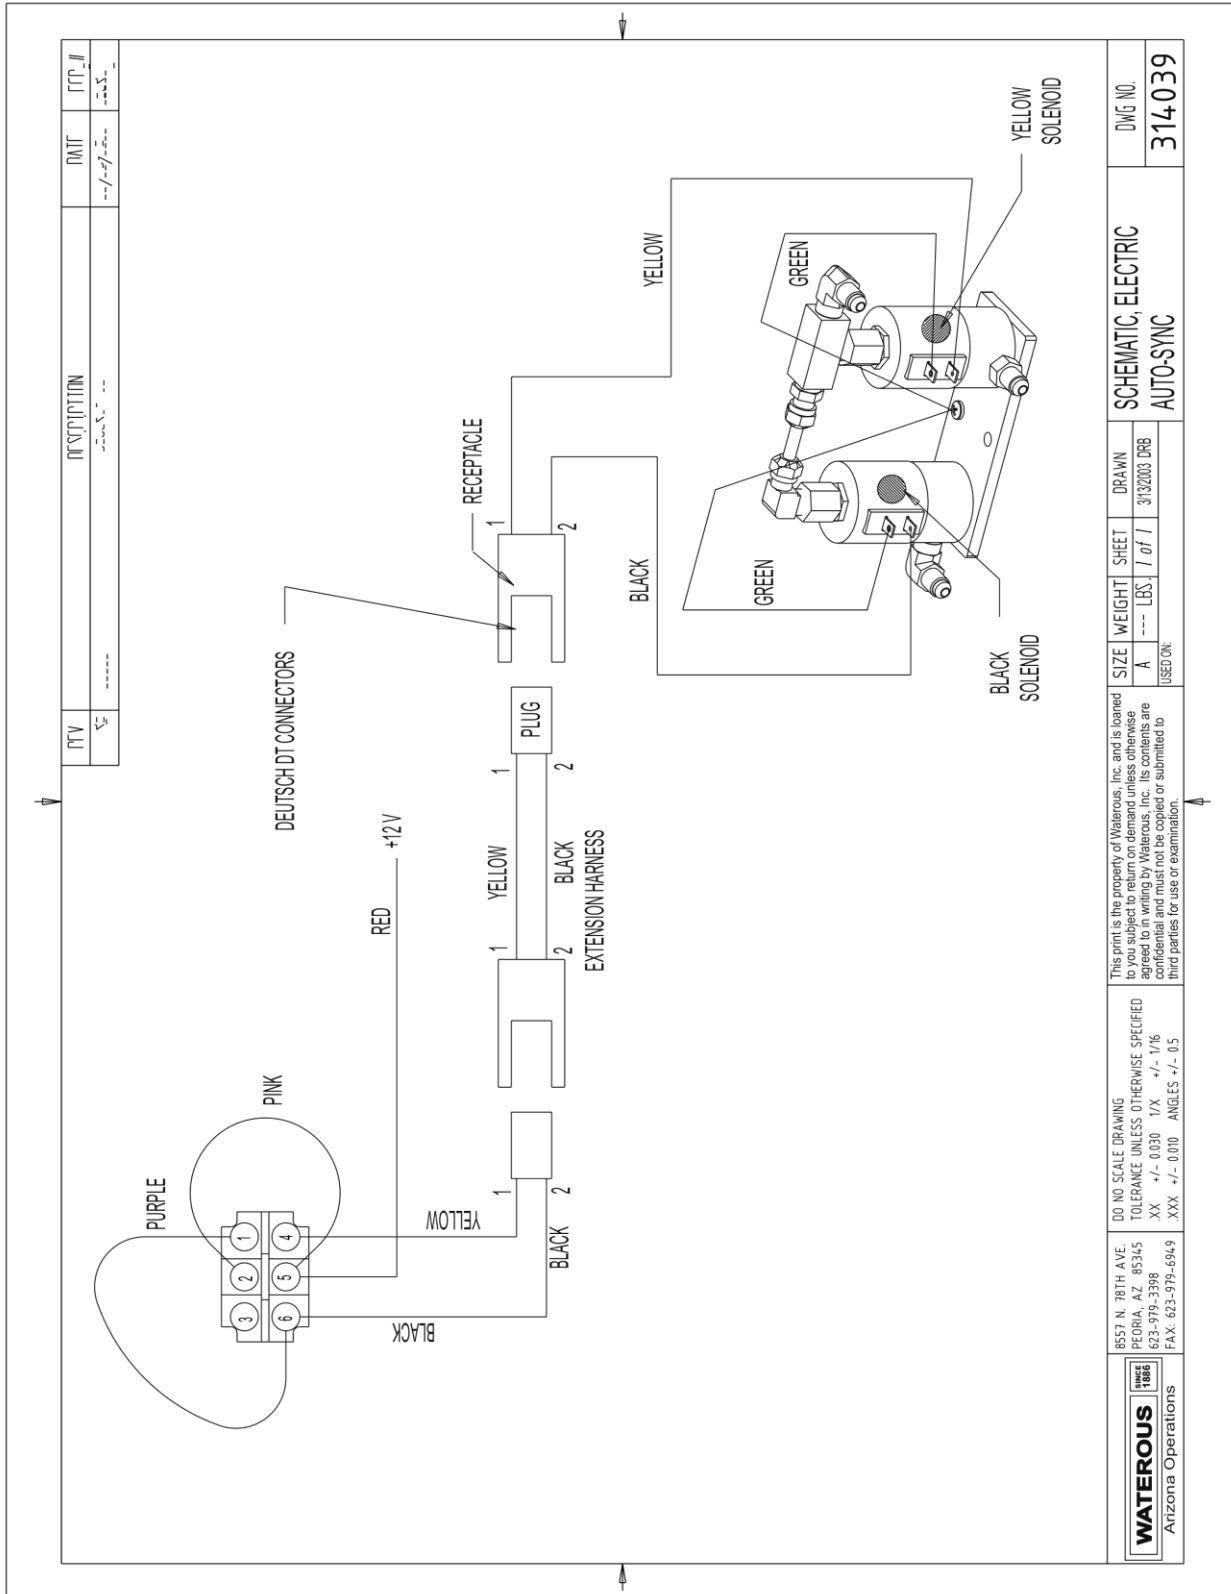 PURPLE
PINK
1
2
3
4
5
6
YELLOW
BLACK
BLACK
1
2
RED
+12V
DEUTSCH DT CONNECTORS
1
2
YELLOW
BLACK
EXTENSION HARNESS
1
2
PLUG
RECEPTACLE
1
2
YELLOW
BLACK
GREEN
GREEN
BLACK
SOLENOID
YELLOW
SOLENOID
WATEROUS
SINCE
1886
Arizona Operations
8557 N. 78TH AVE.
PEORIA, AZ 85345
623-979-3398
FAX: 623-979-6949
DO NO SCALE DRAWING
TOLERANCE UNLESS OTHERWISE SPECIFIED
.XX +/- 0.030 1/X +/- 1/16
.XXX +/- 0.010 ANGLES +/- 0.5
This print is the property of Waterous, Inc. and is loaned
to you subject to return on demand unless otherwise
agreed to in writing by Waterous, Inc. Its contents are
confidential and must not be copied or submitted to
third parties for use or examination.
SIZE
A
WEIGHT
--- LBS.
SHEET
1 of 1
DRAWN
3/13/2003 DRB
USED ON:
SCHEMATIC, ELECTRIC
AUTO-SYNC
DWG NO.
314039